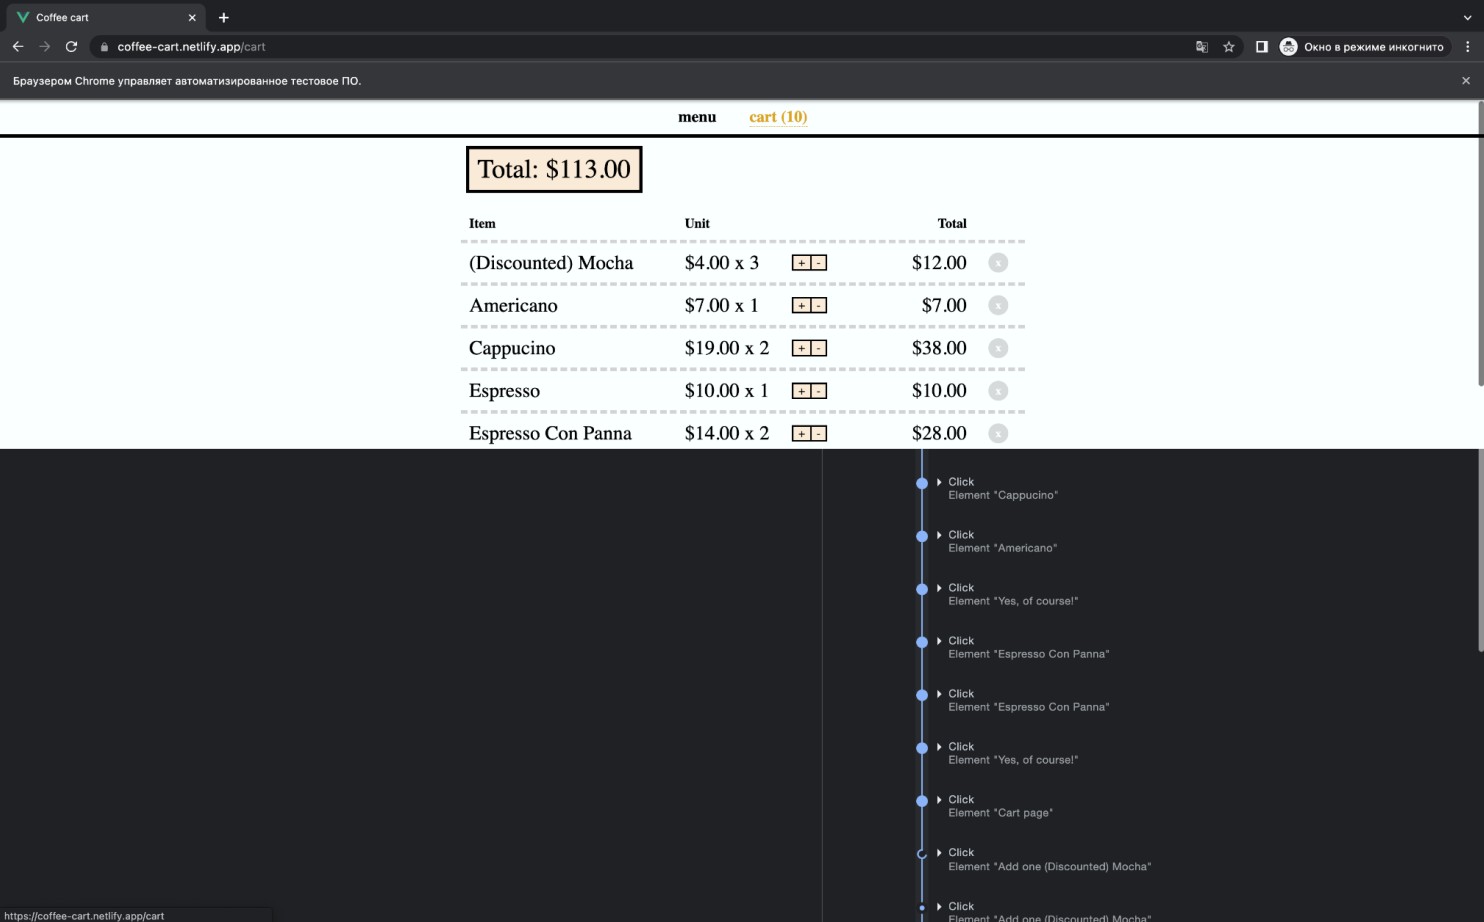 Coffee cart
coffee-cart.netlify.app/cart
Окно в режиме инкогнито
Браузером Chrome управляет автоматизированное тестовое ПО.
menu cart (10)
Total: $113.00
Item Unit Total
(Discounted) Mocha $4.00 x 3 + - $12.00 x
Americano $7.00 x 1 + - $7.00 x
Cappucino $19.00 x 2 + - $38.00 x
Espresso $10.00 x 1 + - $10.00 x
Espresso Con Panna $14.00 x 2 + - $28.00 x
Click
Element "Cappucino"
Click
Element "Americano"
Click
Element "Yes, of course!"
Click
Element "Espresso Con Panna"
Click
Element "Espresso Con Panna"
Click
Element "Yes, of course!"
Click
Element "Cart page"
Click
Element "Add one (Discounted) Mocha"
Click
Element "Add one (Discounted) Mocha"
https://coffee-cart.netlify.app/cart